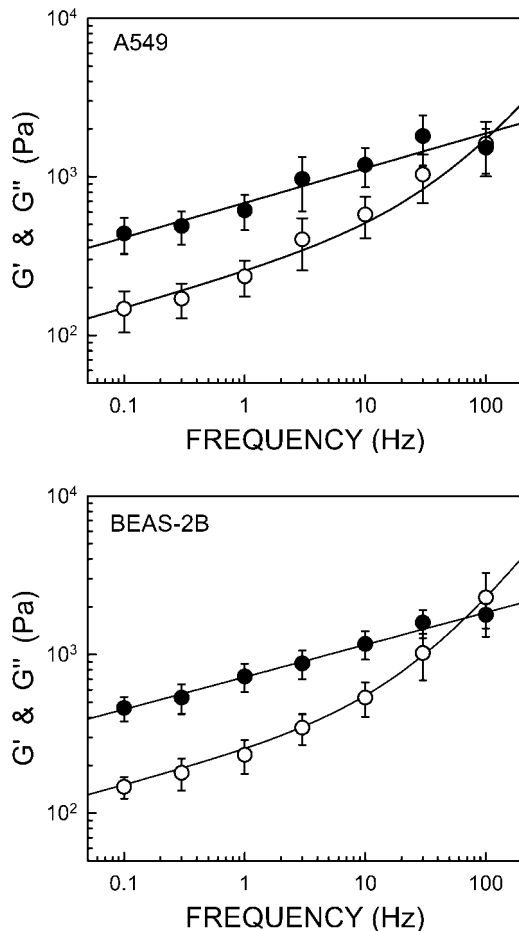 A549
10⁴
10³
10²
G' & G" (Pa)
0.1 1 10 100
FREQUENCY (Hz)
BEAS-2B
10⁴
10³
10²
G' & G" (Pa)
0.1 1 10 100
FREQUENCY (Hz)